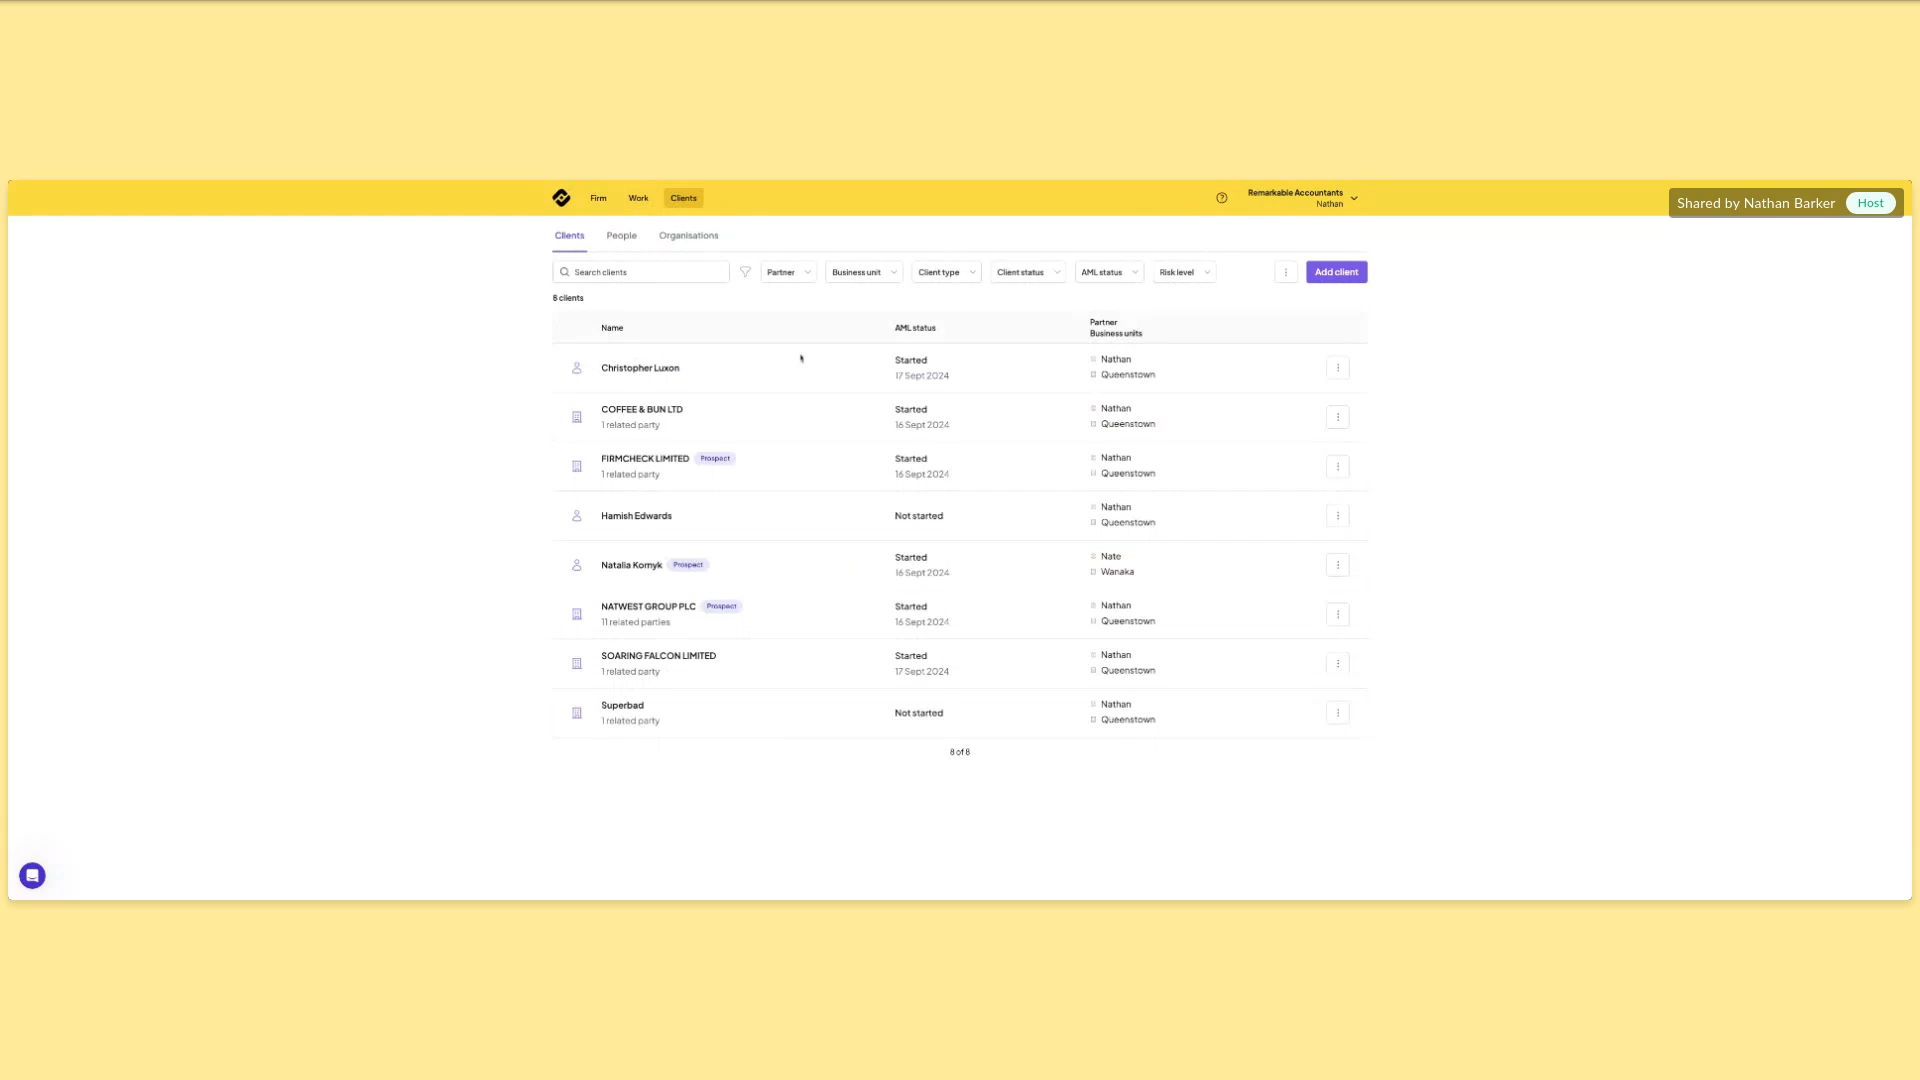 Firm Work Clients
Remarkable Accountants
Nathan
Shared by Nathan Barker Host
Clients People Organisations
Search clients Partner Business unit Client type Client status AML status Risk level Add client
8 clients
Name AML status Partner
Business units
Christopher Luxon
Started
17 Sept 2024
Nathan
Queenstown
COFFEE & BUN LTD
1 related party
Started
16 Sept 2024
Nathan
Queenstown
FIRMCHECK LIMITED Prospect
1 related party
Started
16 Sept 2024
Nathan
Queenstown
Hamish Edwards
Not started
Nathan
Queenstown
Natalia Kornyk Prospect
Started
16 Sept 2024
Nate
Wanaka
NATWEST GROUP PLC Prospect
11 related parties
Started
16 Sept 2024
Nathan
Queenstown
SOARING FALCON LIMITED
1 related party
Started
17 Sept 2024
Nathan
Queenstown
Superbad
1 related party
Not started
Nathan
Queenstown
8 of 8